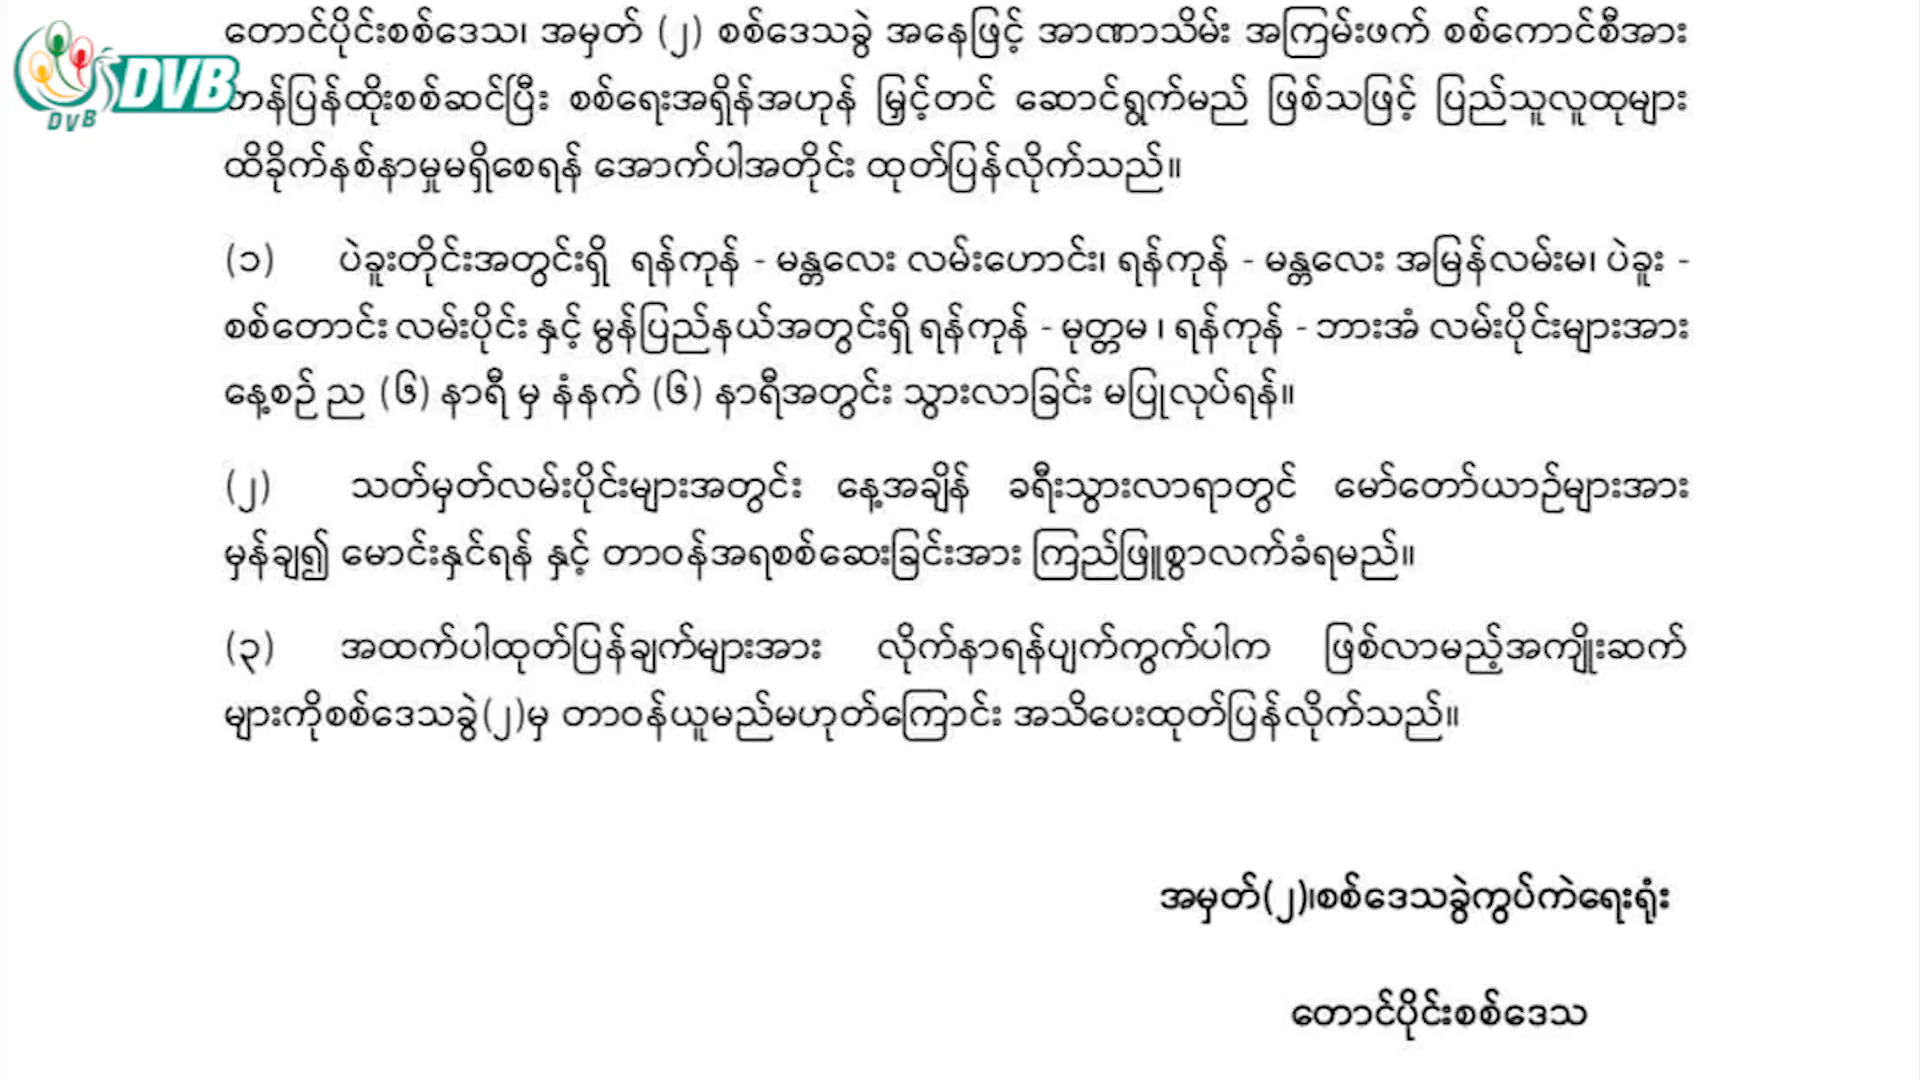 တောင်ပိုင်းစစ်ဒေသ၊ အမှတ် (၂) စစ်ဒေသခွဲ အနေဖြင့် အာဏာသိမ်း အကြမ်းဖက် စစ်ကောင်စီအား
DVB
DVB
တန်ပြန်ထိုးစစ်ဆင်ပြီး စစ်ရေးအရှိန်အဟုန် မြှင့်တင် ဆောင်ရွက်မည် ဖြစ်သဖြင့် ပြည်သူလူထုများ
ထိခိုက်နစ်နာမှုမရှိစေရန် အောက်ပါအတိုင်း ထုတ်ပြန်လိုက်သည်။
(၁) ပဲခူးတိုင်းအတွင်းရှိ ရန်ကုန် - မန္တလေး လမ်းဟောင်း၊ ရန်ကုန် - မန္တလေး အမြန်လမ်းမ၊ ပဲခူး -
စစ်တောင်း လမ်းပိုင်း နှင့် မွန်ပြည်နယ်အတွင်းရှိ ရန်ကုန် - မုတ္တမ ၊ ရန်ကုန် - ဘားအံ လမ်းပိုင်းများအား
နေ့စဉ် ည (၆) နာရီ မှ နံနက် (၆) နာရီအတွင်း သွားလာခြင်း မပြုလုပ်ရန်။
(၂) သတ်မှတ်လမ်းပိုင်းများအတွင်း နေ့အချိန် ခရီးသွားလာရာတွင် မော်တော်ယာဉ်များအား
မှန်ချ၍ မောင်းနှင်ရန် နှင့် တာဝန်အရစစ်ဆေးခြင်းအား ကြည်ဖြူစွာလက်ခံရမည်။
(၃) အထက်ပါထုတ်ပြန်ချက်များအား လိုက်နာရန်ပျက်ကွက်ပါက ဖြစ်လာမည့်အကျိုးဆက်
များကိုစစ်ဒေသခွဲ(၂)မှ တာဝန်ယူမည်မဟုတ်ကြောင်း အသိပေးထုတ်ပြန်လိုက်သည်။
အမှတ်(၂)၊စစ်ဒေသခွဲကွပ်ကဲရေးရုံး
တောင်ပိုင်းစစ်ဒေသ